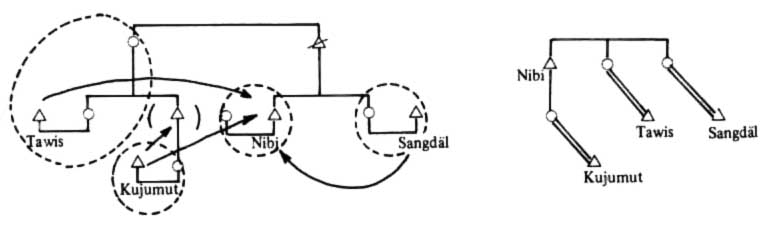 Tawis
Kujumut
Nibi
Sangdäl
Nibi
Tawis
Sangdäl
Kujumut